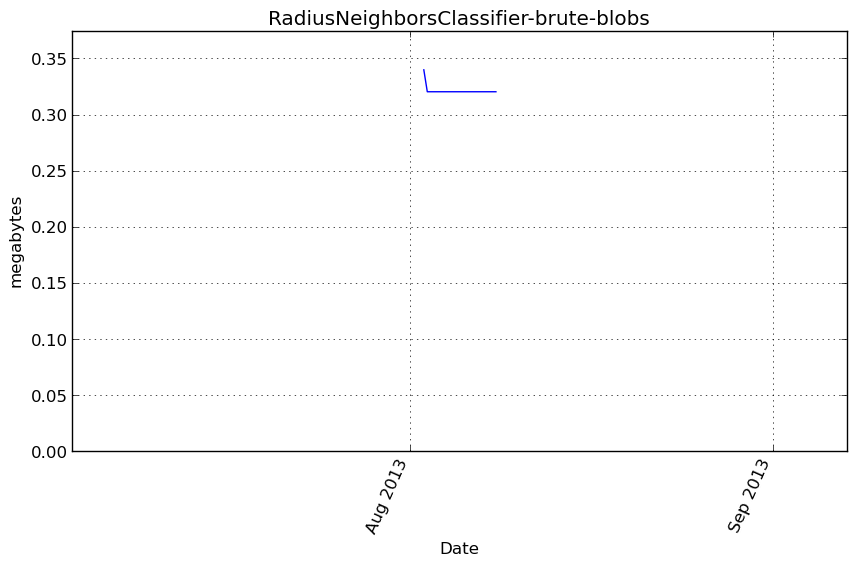 RadiusNeighborsClassifier-brute-blobs
0.35
0.30
0.25
0.20
0.15
0.10
0.05
0.00
megabytes
Aug 2013
Sep 2013
Date